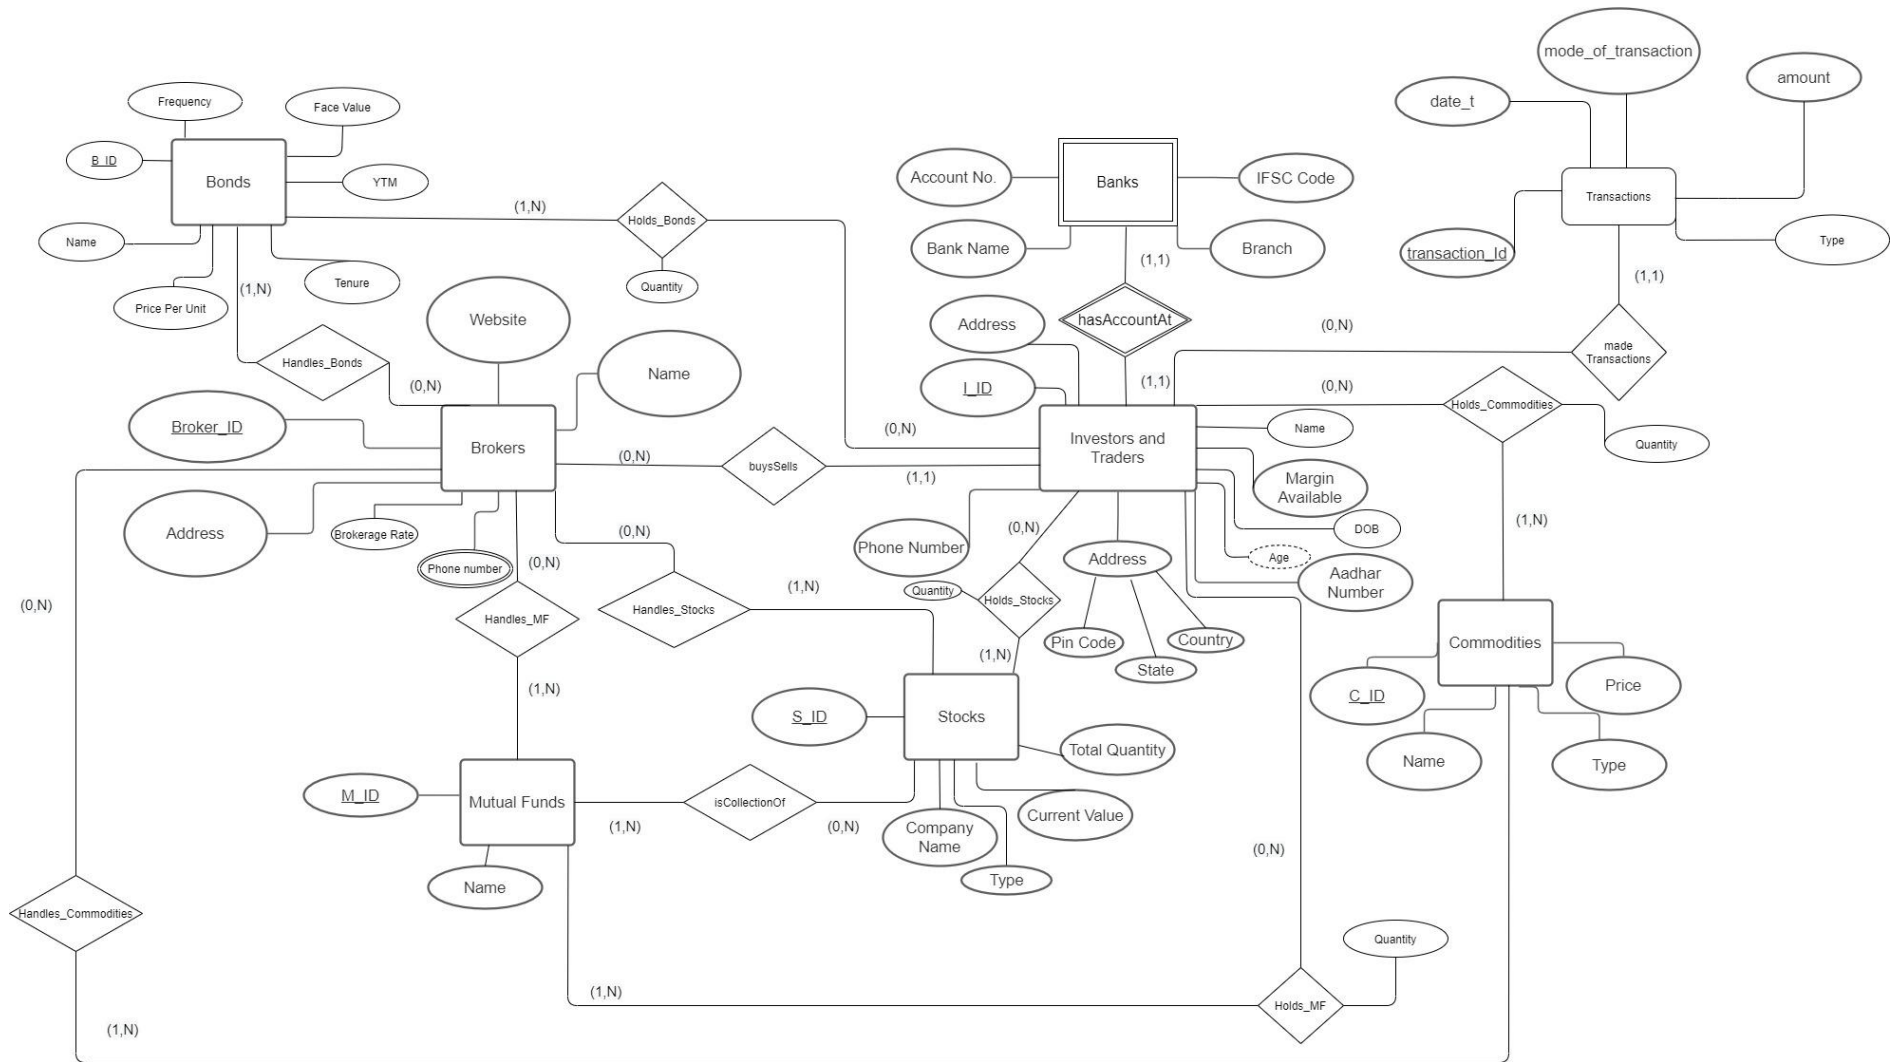 mode_of_transaction
amount
date_t
Frequency
Face Value
B_ID
Bonds
YTM
Account No.
Banks
IFSC Code
Transactions
(1,N)
Holds_Bonds
Name
Bank Name
Branch
Type
transaction_Id
(1,1)
(1,1)
(1,N)
Tenure
Quantity
Price Per Unit
Website
Address
hasAccountAt
(0,N)
made
Transactions
Handles_Bonds
Name
(0,N)
I_ID
(1,1)
(0,N)
Holds_Commodities
Broker_ID
Name
Quantity
(0,N)
Brokers
Investors and
Traders
(0,N)
buysSells
(1,1)
Margin
Available
Address
Brokerage Rate
(0,N)
(0,N)
DOB
(1,N)
Phone Number
Address
Age
(0,N)
Phone number
Aadhar
Number
(1,N)
Quantity
Holds_Stocks
(0,N)
Handles_Stocks
Handles_MF
Pin Code
Country
State
Commodities
(1,N)
(1,N)
C_ID
Price
S_ID
Stocks
Total Quantity
Name
Type
M_ID
Mutual Funds
isCollectionOf
(1,N)
(0,N)
Company
Name
Current Value
(0,N)
Type
Name
Handles_Commodities
Quantity
(1,N)
Holds_MF
(1,N)